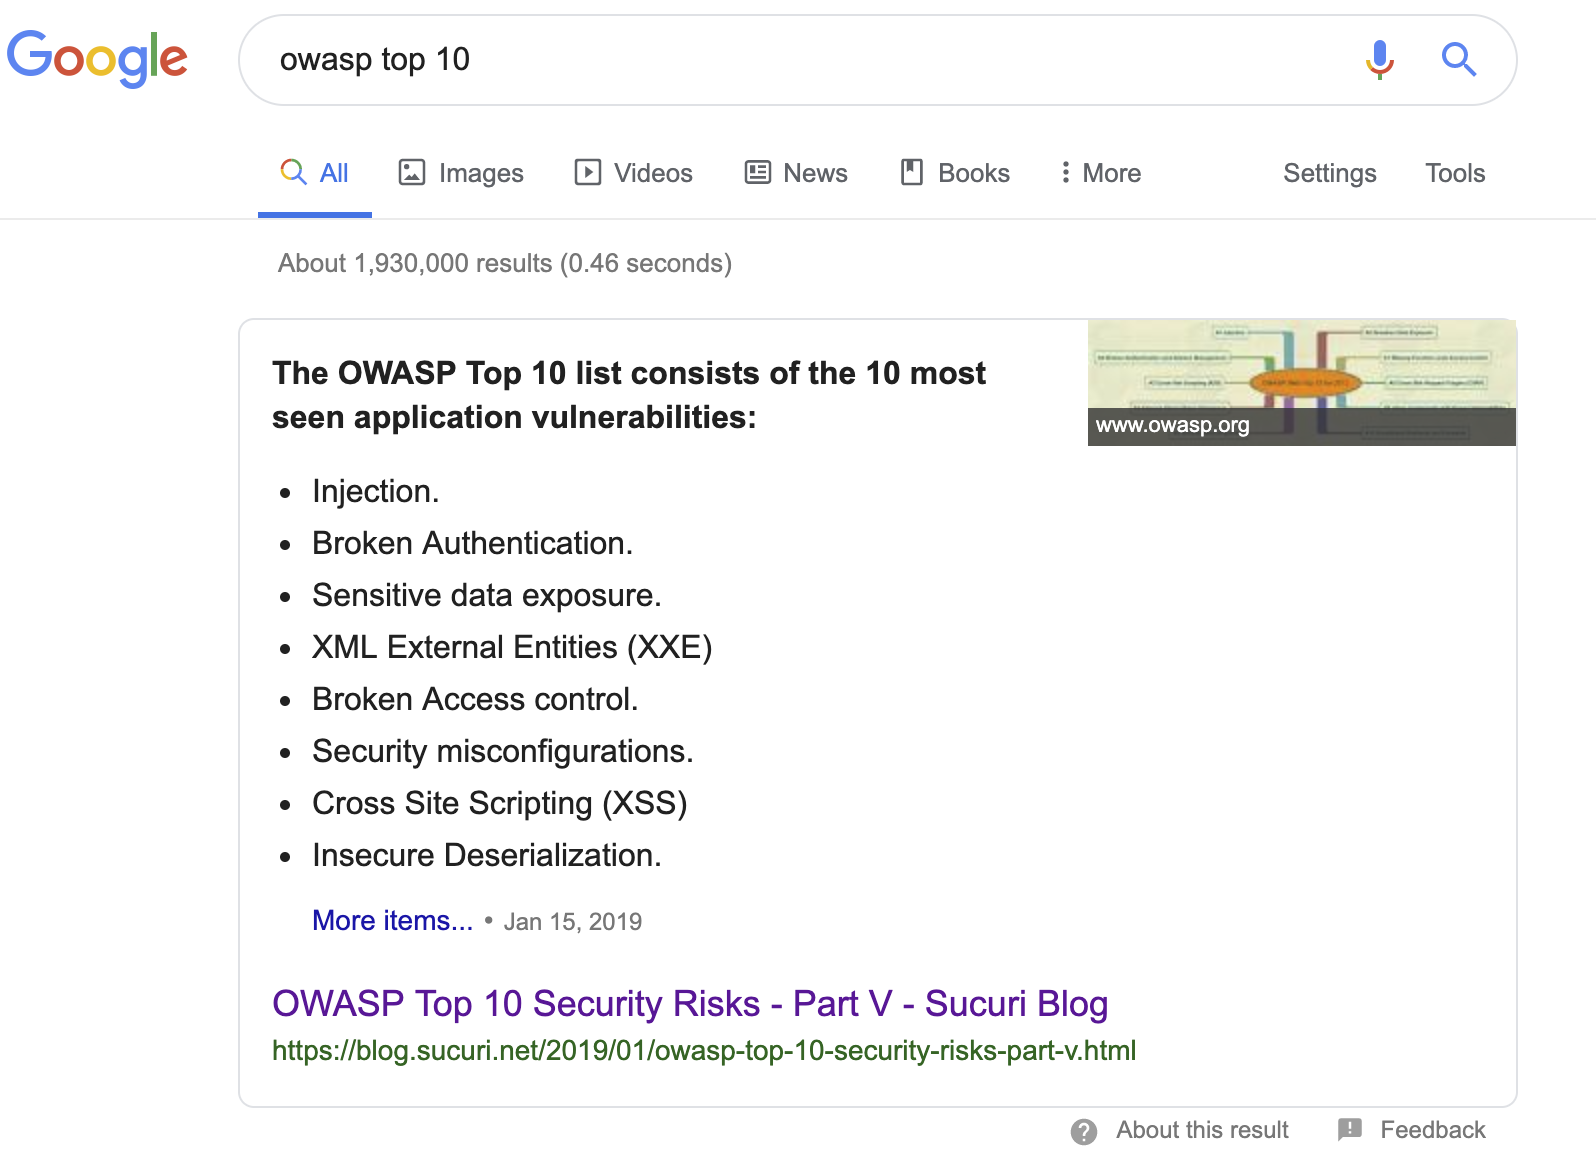 Google
owasp top 10
All Images Videos News Books More Settings Tools
About 1,930,000 results (0.46 seconds)
The OWASP Top 10 list consists of the 10 most
seen application vulnerabilities:
www.owasp.org
• Injection.
• Broken Authentication.
• Sensitive data exposure.
• XML External Entities (XXE)
• Broken Access control.
• Security misconfigurations.
• Cross Site Scripting (XSS)
• Insecure Deserialization.
More items... • Jan 15, 2019
OWASP Top 10 Security Risks - Part V - Sucuri Blog
https://blog.sucuri.net/2019/01/owasp-top-10-security-risks-part-v.html
About this result Feedback